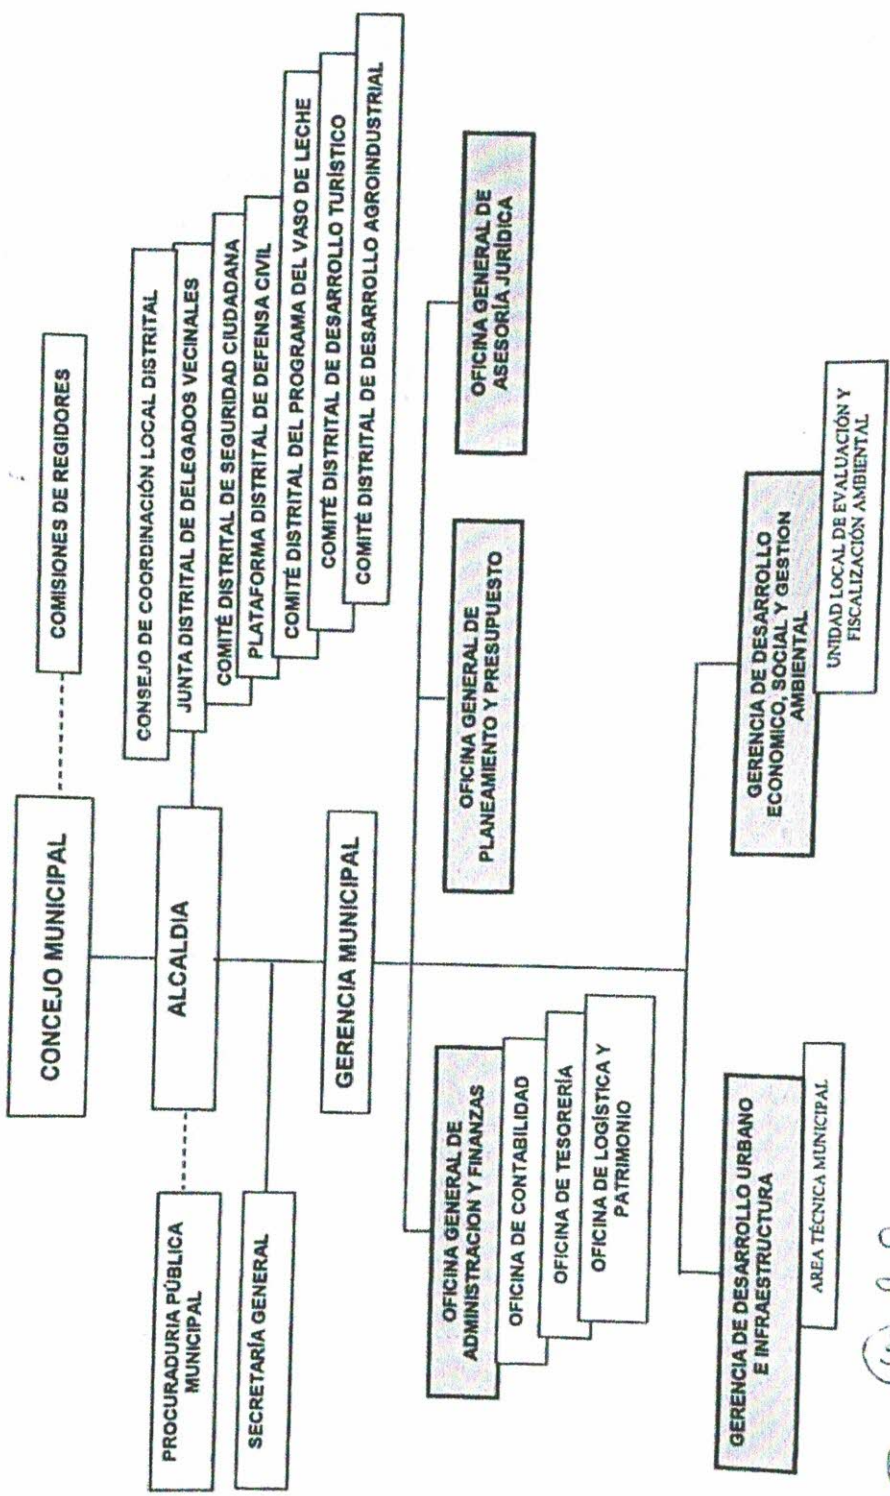 CONCEJO MUNICIPAL
COMISIONES DE REGIDORES
ALCALDIA
PROCURADURIA PÚBLICA
MUNICIPAL
CONSEJO DE COORDINACIÓN LOCAL DISTRITAL
JUNTA DISTRITAL DE DELEGADOS VECINALES
COMITÉ DISTRITAL DE SEGURIDAD CIUDADANA
PLATAFORMA DISTRITAL DE DEFENSA CIVIL
COMITÉ DISTRITAL DEL PROGRAMA DEL VASO DE LECHE
COMITÉ DISTRITAL DE DESARROLLO TURÍSTICO
COMITÉ DISTRITAL DE DESARROLLO AGROINDUSTRIAL
SECRETARÍA GENERAL
GERENCIA MUNICIPAL
OFICINA GENERAL DE
ADMINISTRACION Y FINANZAS
OFICINA DE CONTABILIDAD
OFICINA DE TESORERÍA
OFICINA DE LOGÍSTICA Y
PATRIMONIO
OFICINA GENERAL DE
PLANEAMIENTO Y PRESUPUESTO
OFICINA GENERAL DE
ASESORÍA JURÍDICA
GERENCIA DE DESARROLLO URBANO
E INFRAESTRUCTURA
AREA TÉCNICA MUNICIPAL
GERENCIA DE DESARROLLO
ECONOMICO, SOCIAL Y GESTION
AMBIENTAL
UNIDAD LOCAL DE EVALUACIÓN Y
FISCALIZACIÓN AMBIENTAL